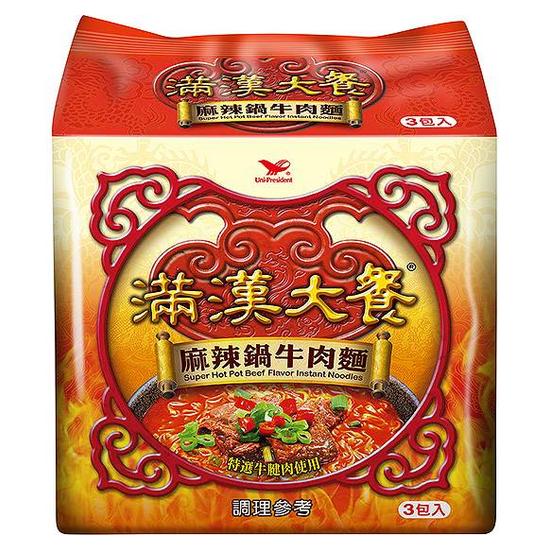 滿漢大餐
麻辣鍋牛肉麵
Super Hot Pot Beef Flavor Instant Noodles
3包入
Uni-President
滿漢大餐®
麻辣鍋牛肉麵
Super Hot Pot Beef Flavor Instant Noodles
特選牛腱肉使用
調理參考
3包入